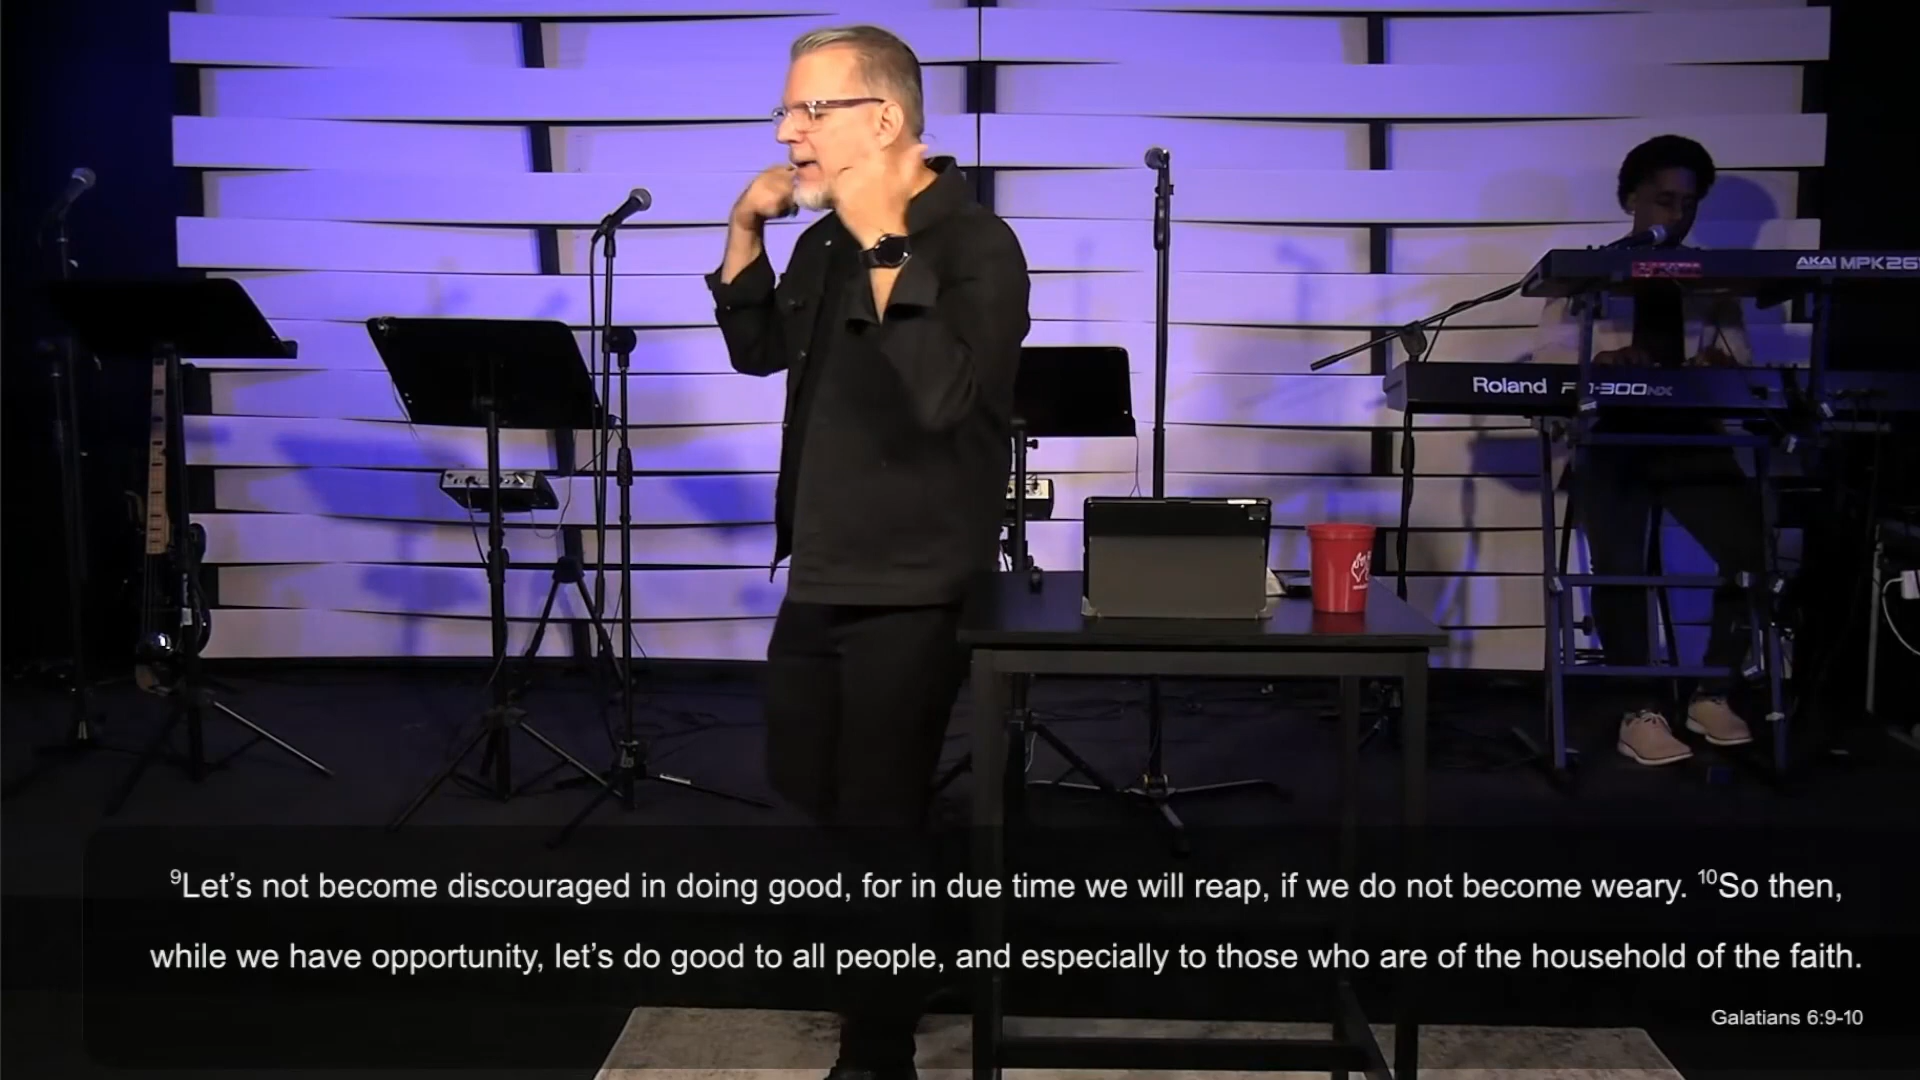 AKAI MPK26
Roland
⁹Let’s not become discouraged in doing good, for in due time we will reap, if we do not become weary. ¹⁰So then,
while we have opportunity, let’s do good to all people, and especially to those who are of the household of the faith.
Galatians 6:9-10